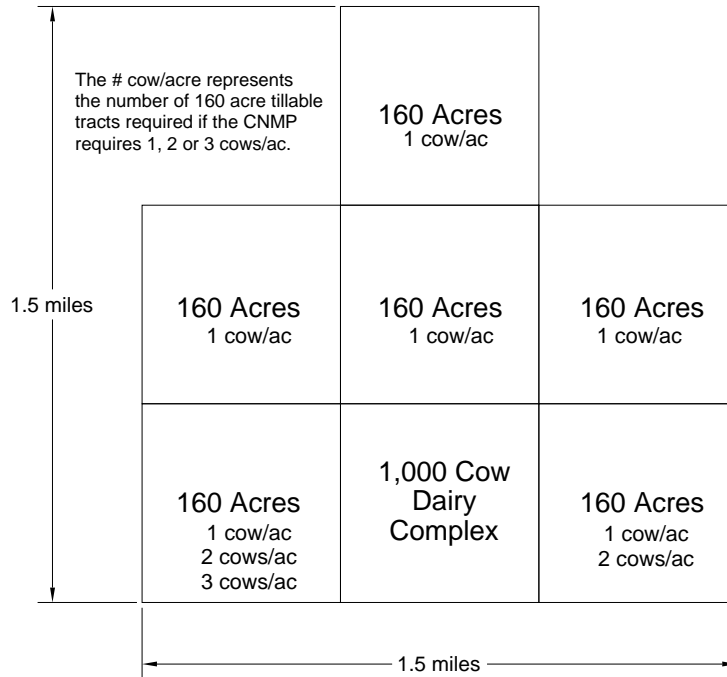 The # cow/acre represents
the number of 160 acre tillable
tracts required if the CNMP
requires 1, 2 or 3 cows/ac.
160 Acres
1 cow/ac
1.5 miles
160 Acres
1 cow/ac
160 Acres
1 cow/ac
160 Acres
1 cow/ac
160 Acres
1 cow/ac
2 cows/ac
3 cows/ac
1,000 Cow
Dairy
Complex
160 Acres
1 cow/ac
2 cows/ac
1.5 miles